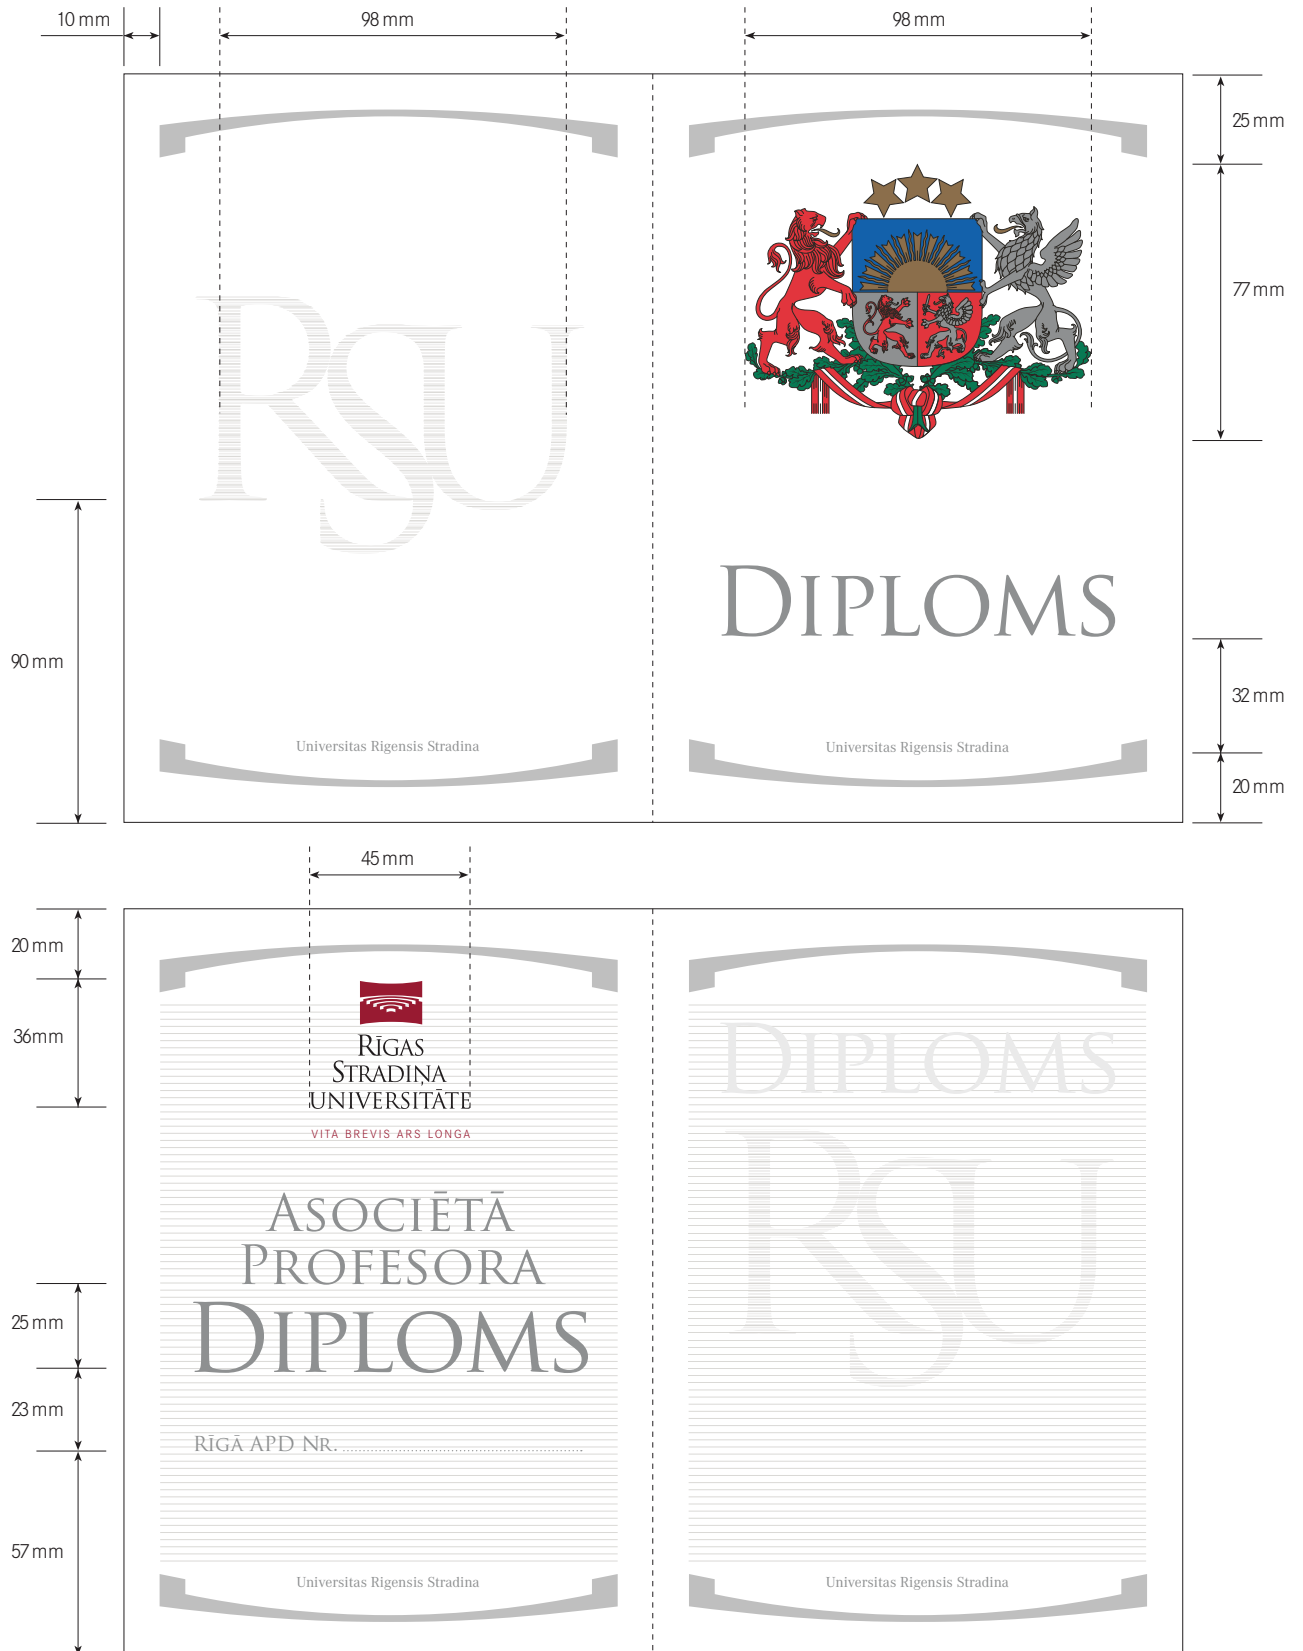 10 mm
98 mm
98 mm
25 mm
77 mm
RSU
DIPLOMS
90 mm
32 mm
20 mm
Universitas Rigensis Stradina
Universitas Rigensis Stradina
45 mm
20 mm
36mm
RĪGAS
STRADIŅA
UNIVERSITĀTE
VITA BREVIS ARS LONGA
ASOCIĒTĀ
PROFESORA
DIPLOMS
25 mm
23 mm
RĪGĀ APD NR. ............................................................
57 mm
Universitas Rigensis Stradina
DIPLOMS
RSU
Universitas Rigensis Stradina